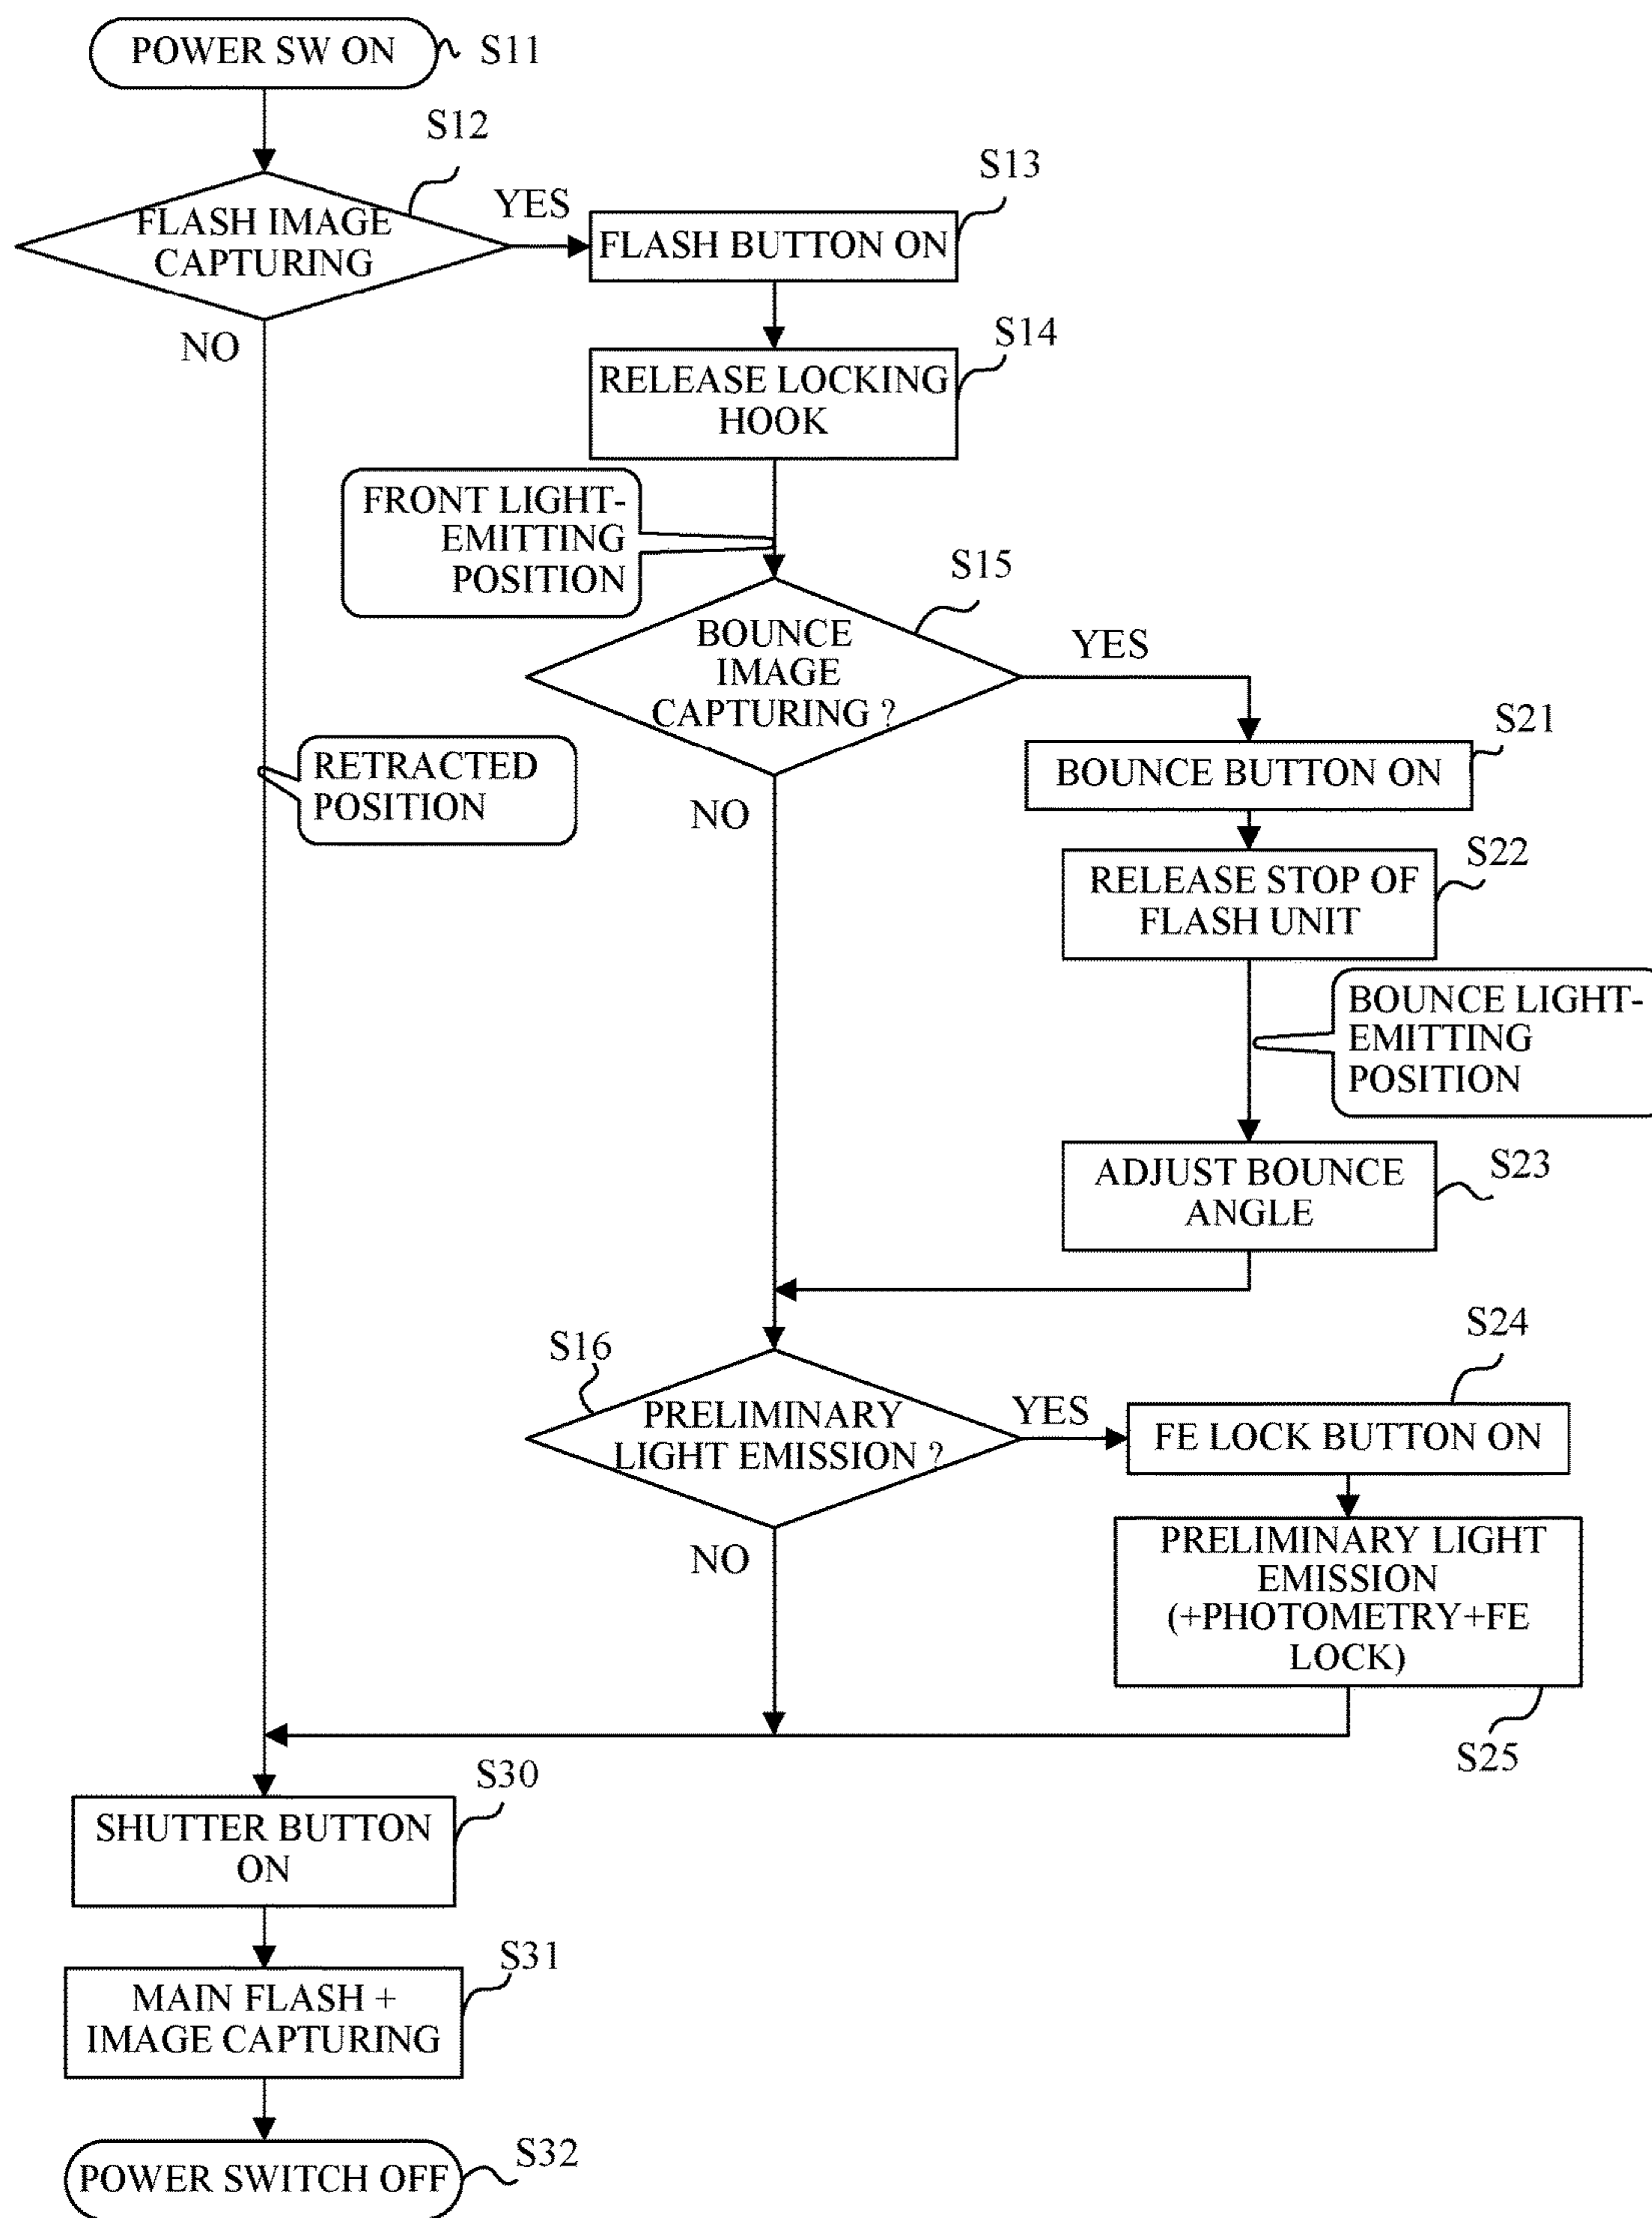 POWER SW ON
S11
S12
FLASH IMAGE
CAPTURING
YES
NO
S13
FLASH BUTTON ON
S14
RELEASE LOCKING
HOOK
FRONT LIGHT-
EMITTING
POSITION
S15
BOUNCE
IMAGE
CAPTURING ?
YES
NO
RETRACTED
POSITION
S21
BOUNCE BUTTON ON
S22
RELEASE STOP OF
FLASH UNIT
BOUNCE LIGHT-
EMITTING
POSITION
S23
ADJUST BOUNCE
ANGLE
S16
PRELIMINARY
LIGHT EMISSION ?
YES
NO
S24
FE LOCK BUTTON ON
PRELIMINARY LIGHT
EMISSION
(+PHOTOMETRY+FE
LOCK)
S25
S30
SHUTTER BUTTON
ON
S31
MAIN FLASH +
IMAGE CAPTURING
POWER SWITCH OFF
S32